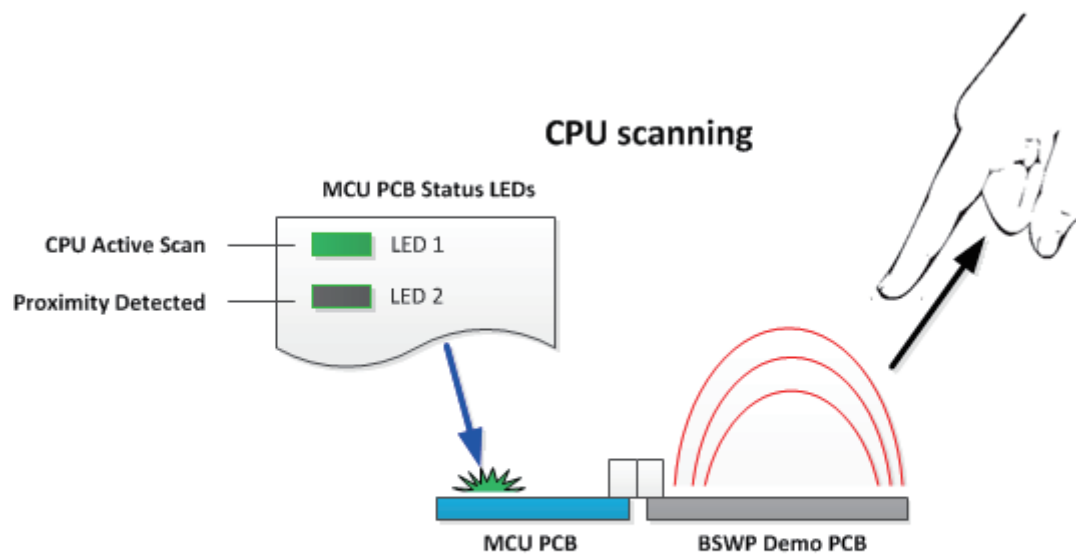 CPU scanning
MCU PCB Status LEDs
CPU Active Scan
LED 1
Proximity Detected
LED 2
MCU PCB
BSWP Demo PCB